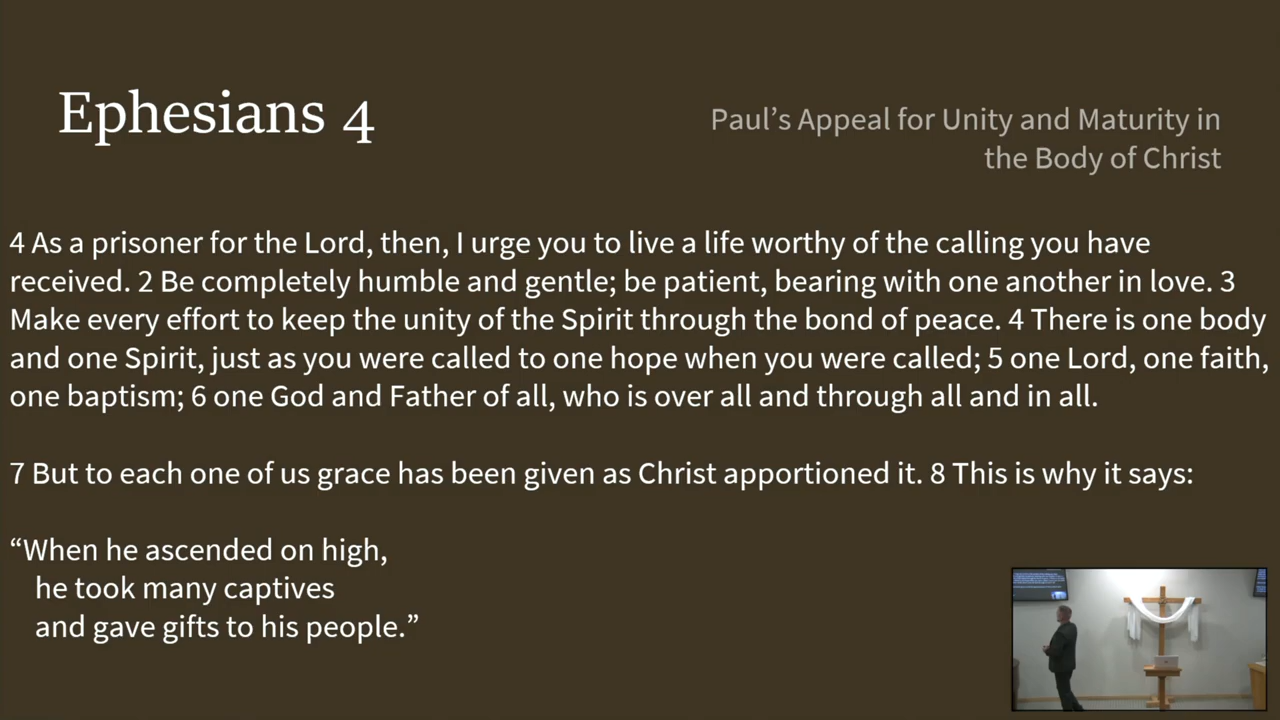 Ephesians 4
Paul’s Appeal for Unity and Maturity in
the Body of Christ
4 As a prisoner for the Lord, then, I urge you to live a life worthy of the calling you have
received. 2 Be completely humble and gentle; be patient, bearing with one another in love. 3
Make every effort to keep the unity of the Spirit through the bond of peace. 4 There is one body
and one Spirit, just as you were called to one hope when you were called; 5 one Lord, one faith,
one baptism; 6 one God and Father of all, who is over all and through all and in all.
7 But to each one of us grace has been given as Christ apportioned it. 8 This is why it says:
“When he ascended on high,
he took many captives
and gave gifts to his people.”